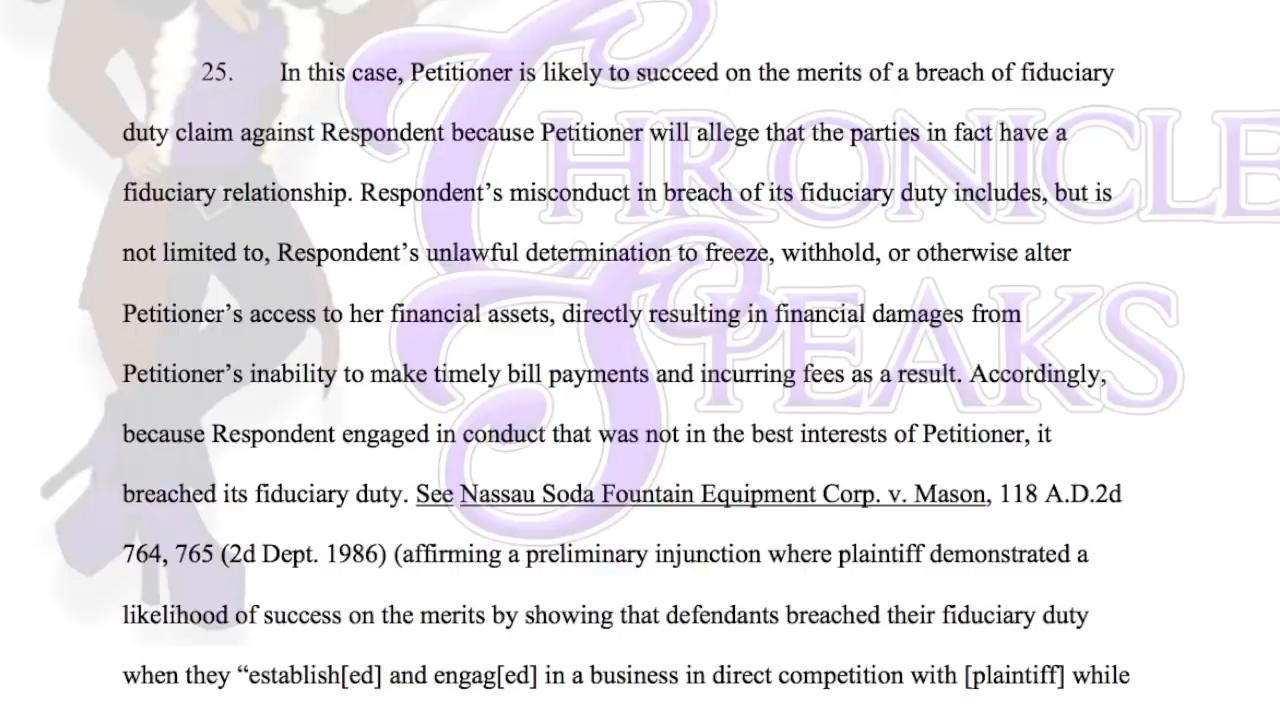 25. In this case, Petitioner is likely to succeed on the merits of a breach of fiduciary
duty claim against Respondent because Petitioner will allege that the parties in fact have a
fiduciary relationship. Respondent’s misconduct in breach of its fiduciary duty includes, but is
not limited to, Respondent’s unlawful determination to freeze, withhold, or otherwise alter
Petitioner’s access to her financial assets, directly resulting in financial damages from
Petitioner’s inability to make timely bill payments and incurring fees as a result. Accordingly,
because Respondent engaged in conduct that was not in the best interests of Petitioner, it
breached its fiduciary duty. See Nassau Soda Fountain Equipment Corp. v. Mason, 118 A.D.2d
764, 765 (2d Dept. 1986) (affirming a preliminary injunction where plaintiff demonstrated a
likelihood of success on the merits by showing that defendants breached their fiduciary duty
when they “establish[ed] and engag[ed] in a business in direct competition with [plaintiff] while
CHRONICLE
SPEAKS